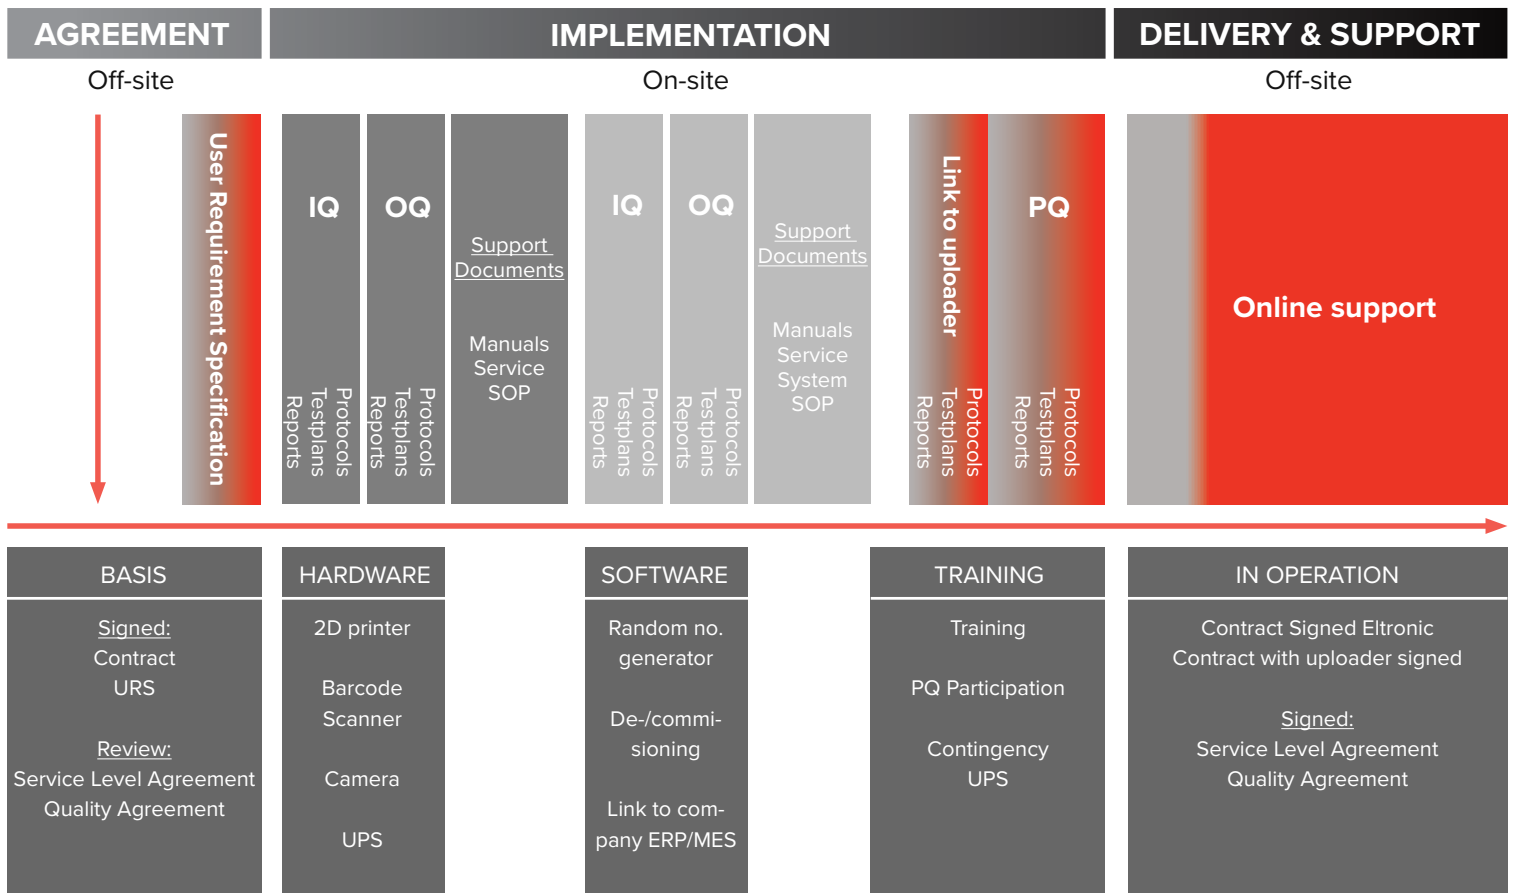 AGREEMENT
IMPLEMENTATION
DELIVERY & SUPPORT
Off-site
On-site
Off-site
User Requirement Specification
IQ
Protocols
Testplans
Reports
OQ
Protocols
Testplans
Reports
Support
Documents
Manuals
Service
SOP
IQ
Protocols
Testplans
Reports
OQ
Protocols
Testplans
Reports
Support
Documents
Manuals
Service
System
SOP
Link to uploader
Protocols
Testplans
Reports
PQ
Protocols
Testplans
Reports
Online support
BASIS
Signed:
Contract
URS
Review:
Service Level Agreement
Quality Agreement
HARDWARE
2D printer
Barcode
Scanner
Camera
UPS
SOFTWARE
Random no.
generator
De-/commi-
sioning
Link to com-
pany ERP/MES
TRAINING
Training
PQ Participation
Contingency
UPS
IN OPERATION
Contract Signed Eltronic
Contract with uploader signed
Signed:
Service Level Agreement
Quality Agreement